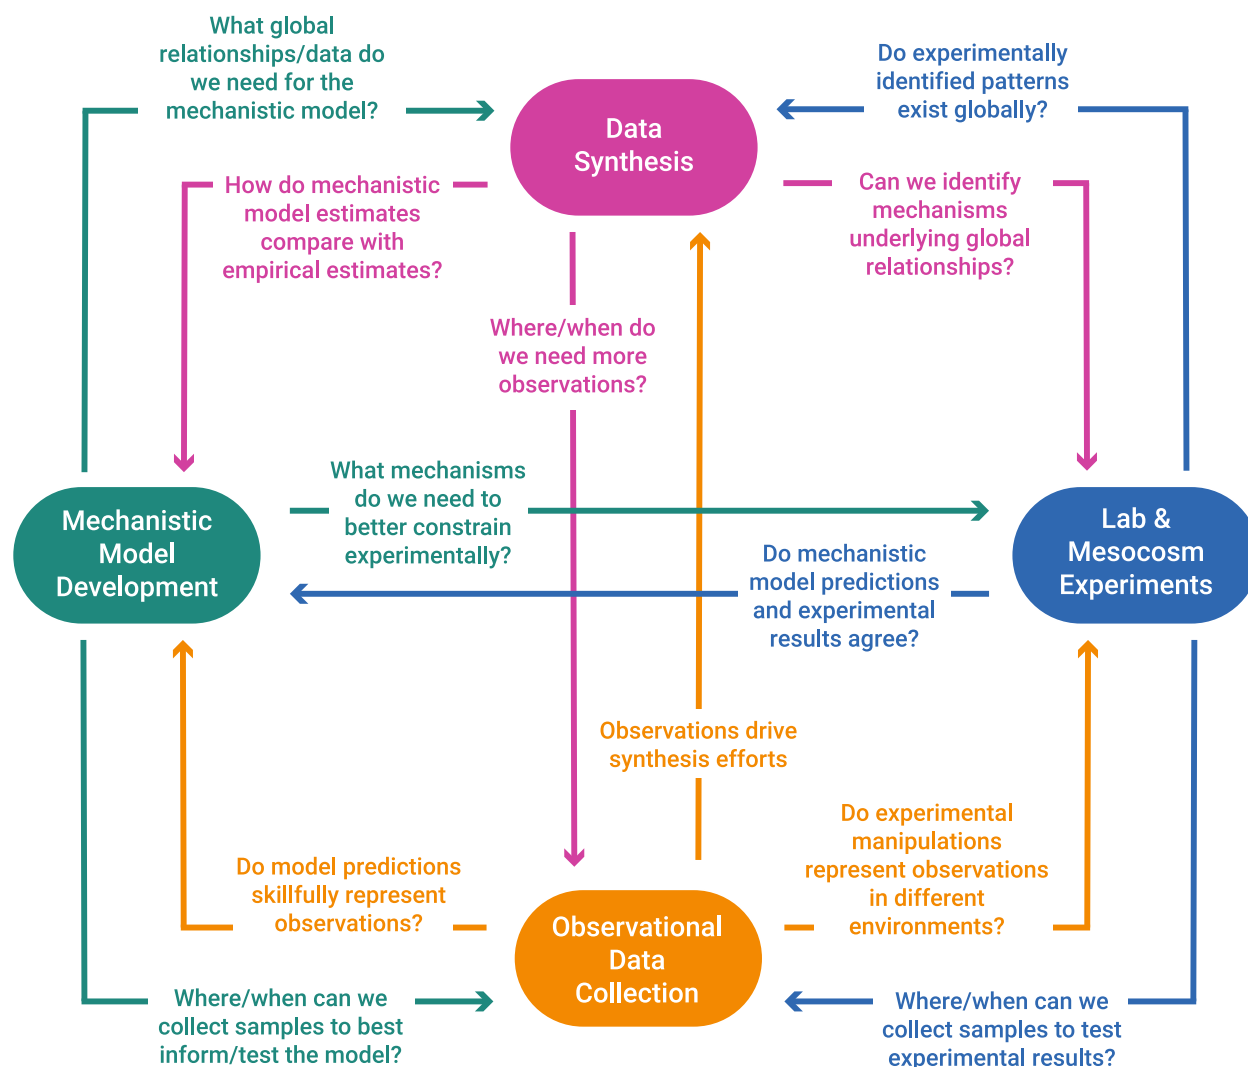 What global
relationships/data do
we need for the
mechanistic model?
Do experimentally
identified patterns
exist globally?
Data
Synthesis
How do mechanistic
model estimates
compare with
empirical estimates?
Can we identify
mechanisms
underlying global
relationships?
Where/when do
we need more
observations?
What mechanisms
do we need to
better constrain
experimentally?
Mechanistic
Model
Development
Lab &
Mesocosm
Experiments
Do mechanistic
model predictions
and experimental
results agree?
Observations drive
synthesis efforts
Do model predictions
skillfully represent
observations?
Do experimental
manipulations
represent observations
in different
environments?
Observational
Data
Collection
Where/when can we
collect samples to best
inform/test the model?
Where/when can we
collect samples to test
experimental results?